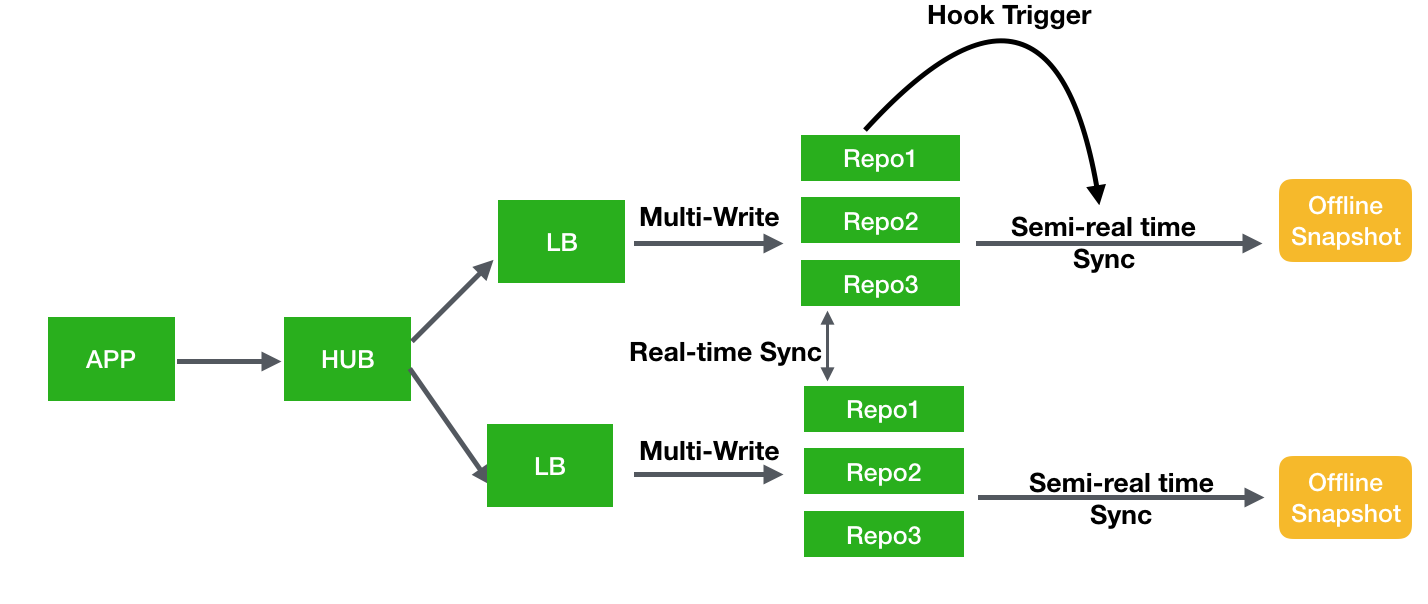 Hook Trigger
Repo1
Multi-Write
LB
Repo2
Semi-real time
Sync
Offline
Snapshot
Repo3
APP
HUB
Real-time Sync
Repo1
Multi-Write
LB
Repo2
Semi-real time
Sync
Offline
Snapshot
Repo3